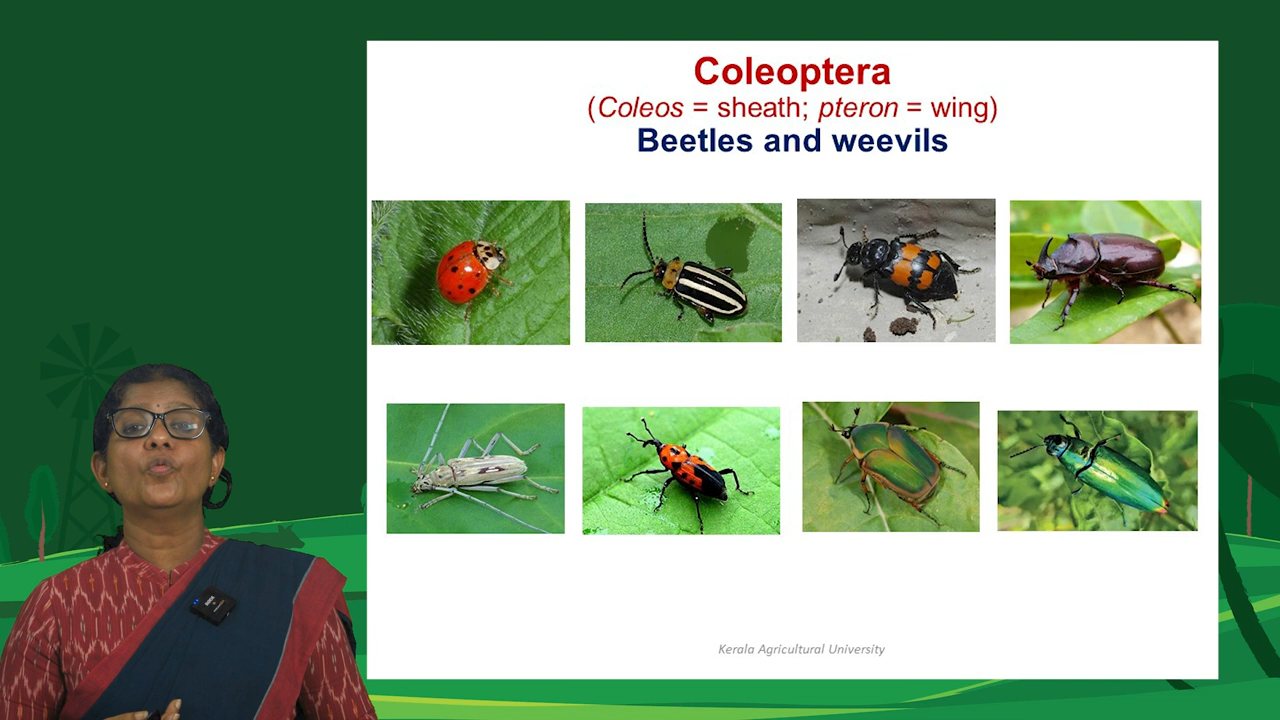 Coleoptera
(Coleos = sheath; pteron = wing)
Beetles and weevils
Kerala Agricultural University